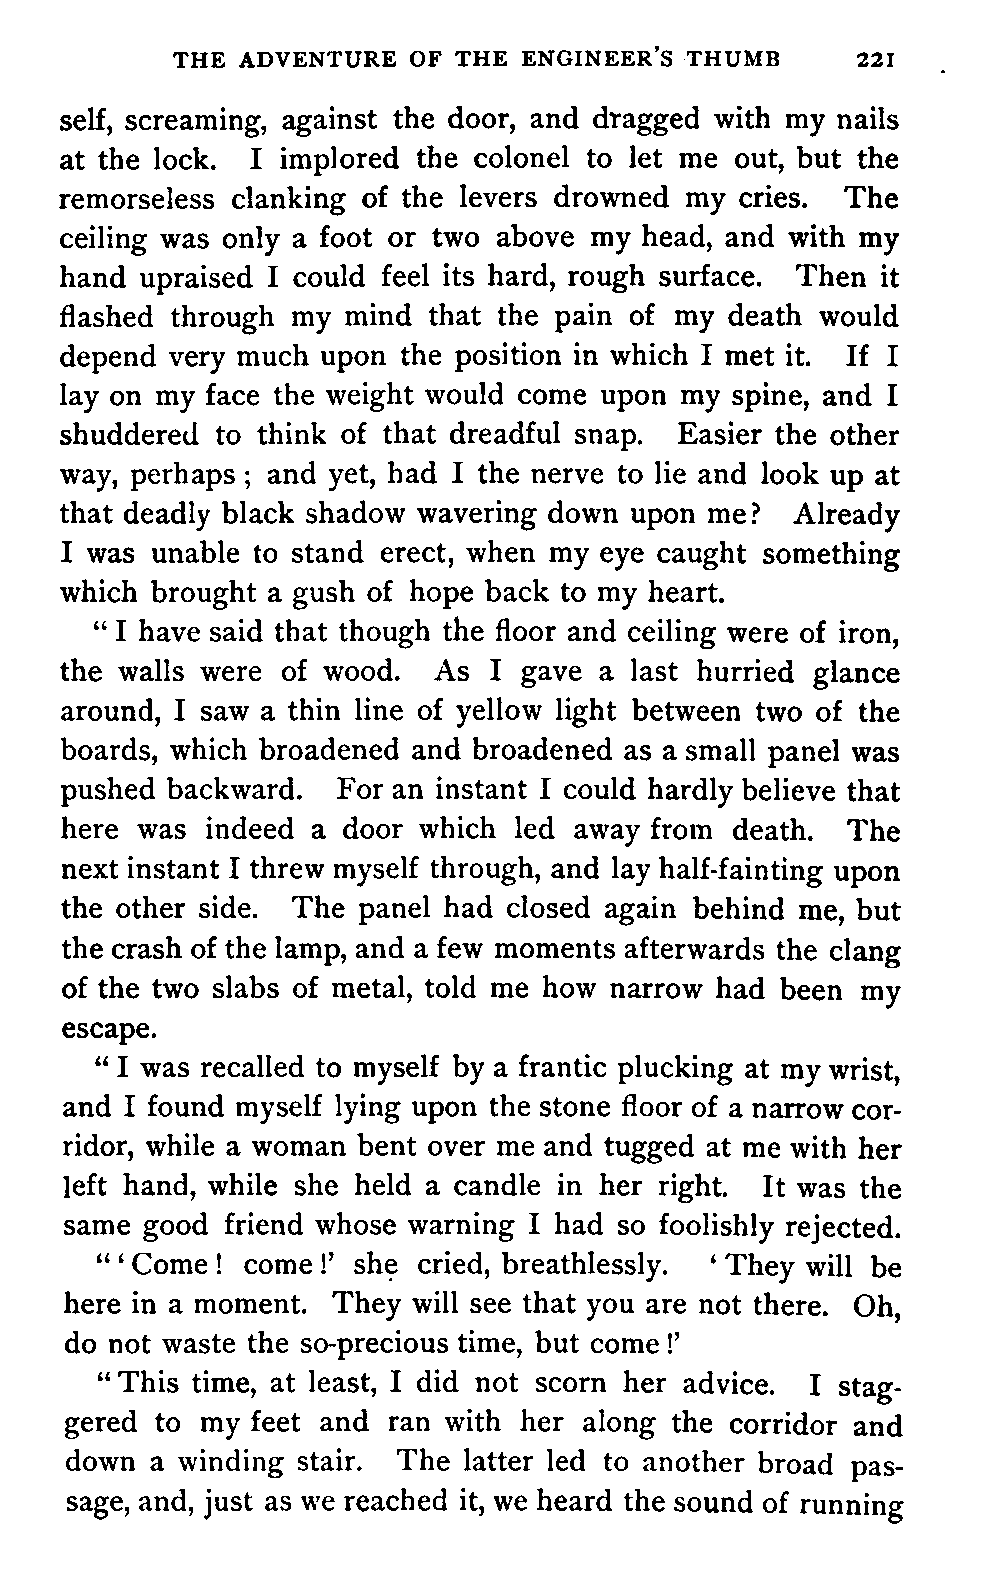 THE ADVENTURE OF THE ENGINEER'S THUMB 221
self, screaming, against the door, and dragged with my nails
at the lock. I implored the colonel to let me out, but the
remorseless clanking of the levers drowned my cries. The
ceiling was only a foot or two above my head, and with my
hand upraised I could feel its hard, rough surface. Then it
flashed through my mind that the pain of my death would
depend very much upon the position in which I met it. If I
lay on my face the weight would come upon my spine, and I
shuddered to think of that dreadful snap. Easier the other
way, perhaps ; and yet, had I the nerve to lie and look up at
that deadly black shadow wavering down upon me? Already
I was unable to stand erect, when my eye caught something
which brought a gush of hope back to my heart.
“ I have said that though the floor and ceiling were of iron,
the walls were of wood. As I gave a last hurried glance
around, I saw a thin line of yellow light between two of the
boards, which broadened and broadened as a small panel was
pushed backward. For an instant I could hardly believe that
here was indeed a door which led away from death. The
next instant I threw myself through, and lay half-fainting upon
the other side. The panel had closed again behind me, but
the crash of the lamp, and a few moments afterwards the clang
of the two slabs of metal, told me how narrow had been my
escape.
“ I was recalled to myself by a frantic plucking at my wrist,
and I found myself lying upon the stone floor of a narrow cor-
ridor, while a woman bent over me and tugged at me with her
left hand, while she held a candle in her right. It was the
same good friend whose warning I had so foolishly rejected.
“ ‘ Come ! come !’ she cried, breathlessly. ‘ They will be
here in a moment. They will see that you are not there. Oh,
do not waste the so-precious time, but come !’
“ This time, at least, I did not scorn her advice. I stag-
gered to my feet and ran with her along the corridor and
down a winding stair. The latter led to another broad pas-
sage, and, just as we reached it, we heard the sound of running